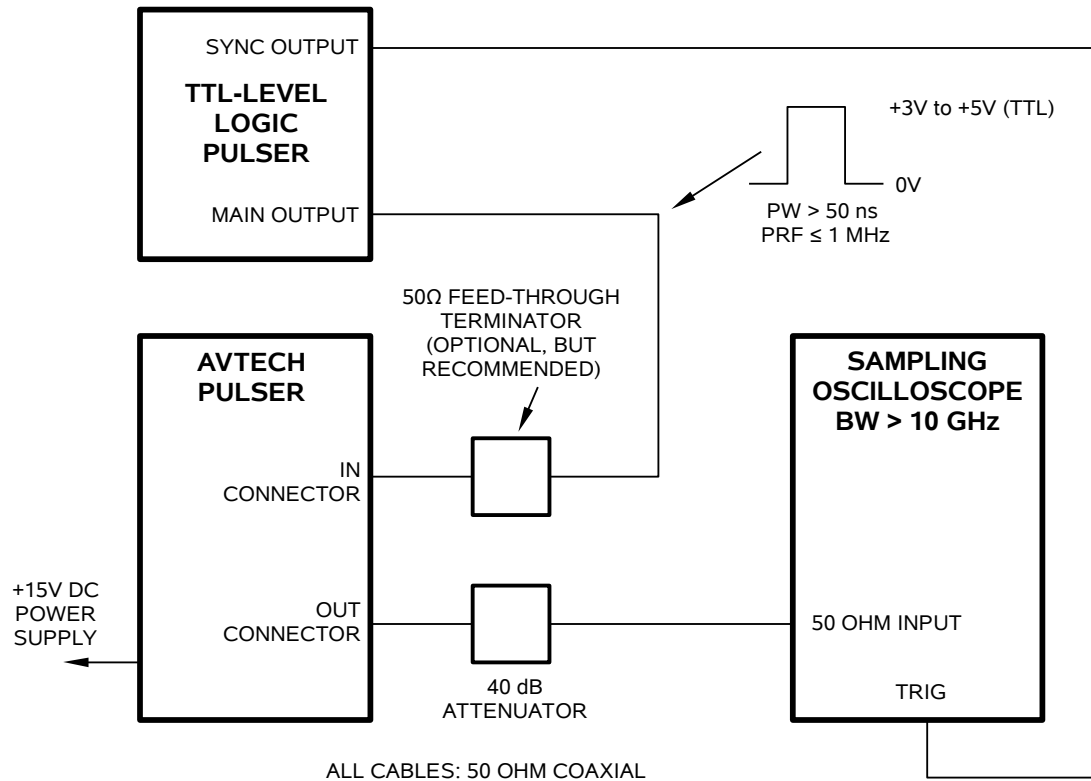 SYNC OUTPUT
TTL-LEVEL
LOGIC
PULSER
MAIN OUTPUT
+3V to +5V (TTL)
0V
PW > 50 ns
PRF ≤ 1 MHz
50Ω FEED-THROUGH
TERMINATOR
(OPTIONAL, BUT
RECOMMENDED)
AVTECH
PULSER
IN
CONNECTOR
OUT
CONNECTOR
+15V DC
POWER
SUPPLY
40 dB
ATTENUATOR
SAMPLING
OSCILLOSCOPE
BW > 10 GHz
50 OHM INPUT
TRIG
ALL CABLES: 50 OHM COAXIAL